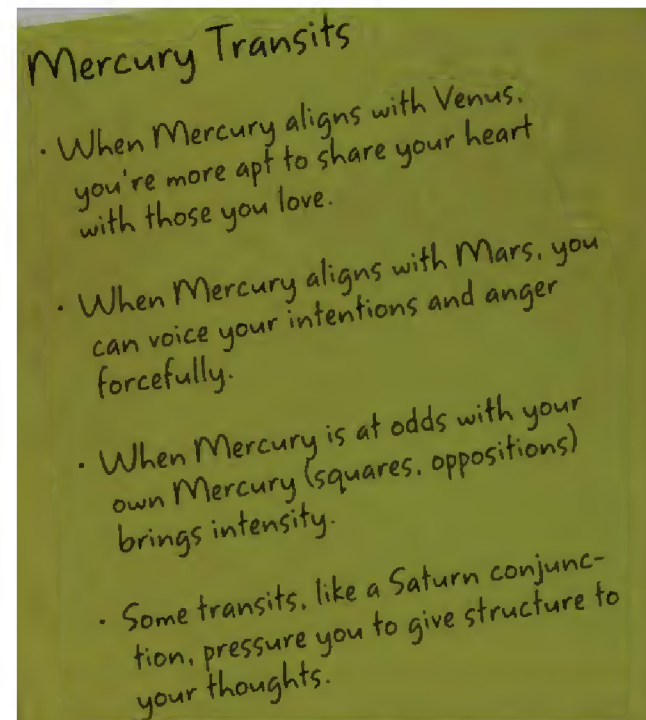 Mercury Transits
· When Mercury aligns with Venus,
you're more apt to share your heart
with those you love.
· When Mercury aligns with Mars, you
can voice your intentions and anger
forcefully.
· When Mercury is at odds with your
own Mercury (squares, oppositions)
brings intensity.
· Some transits, like a Saturn conjunc-
tion, pressure you to give structure to
your thoughts.